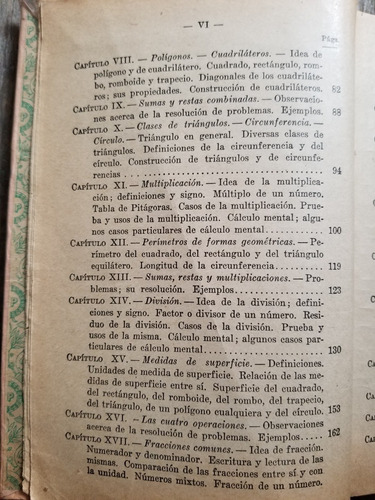 — VI —
Págs.
CAPÍTULO VIII. — Polígonos. — Cuadriláteros. — Idea de
polígono y de cuadrilátero. Cuadrado, rectángulo, rom-
bo, romboide y trapecio. Diagonales de los cuadriláte-
ros; sus propiedades. Construcción de cuadriláteros. 82
CAPÍTULO IX. — Sumas y restas combinadas. — Observacio-
nes acerca de la resolución de problemas. Ejemplos. 88
CAPÍTULO X. — Clases de triángulos. — Circunferencia. —
Círculo. — Triángulo en general. Diversas clases de
triángulos. Definiciones de la circunferencia y del
círculo. Construcción de triángulos y de circunfe-
rencias ........ 94
CAPÍTULO XI. — Multiplicación. — Idea de la multiplica-
ción; definiciones y signo. Múltiplo de un número.
Tabla de Pitágoras. Casos de la multiplicación. Prue-
ba y usos de la multiplicación. Cálculo mental; algu-
nos casos particulares de cálculo mental ........ 100
CAPÍTULO XII. — Perímetros de formas geométricas. — Pe-
rímetro del cuadrado, del rectángulo y del triángulo
equilátero. Longitud de la circunferencia ........ 119
CAPÍTULO XIII. — Sumas, restas y multiplicaciones. — Pro-
blemas; su resolución. Ejemplos ........ 123
CAPÍTULO XIV. — División. — Idea de la división; defini-
ciones y signo. Factor o divisor de un número. Resi-
duo de la división. Casos de la división. Prueba y usos
de la misma. Cálculo mental; algunos casos par-
ticulares de cálculo mental ........ 130
CAPÍTULO XV. — Medidas de superficie. — Definiciones.
Unidades de medida de superficie. Relación de las me-
didas de superficie entre sí. Superficie del cuadrado,
del rectángulo, del romboide, del rombo, del trapecio,
del triángulo, de un polígono cualquiera y del círculo. 153
CAPÍTULO XVI. — Las cuatro operaciones. — Observaciones
acerca de la resolución de problemas. Ejemplos ........ 162
CAPÍTULO XVII. — Fracciones comunes. — Idea de fracción.
Numerador y denominador. Escritura y lectura de las
mismas. Comparación de las fracciones entre sí y con
la unidad. Números mixtos. Fracción de un número.